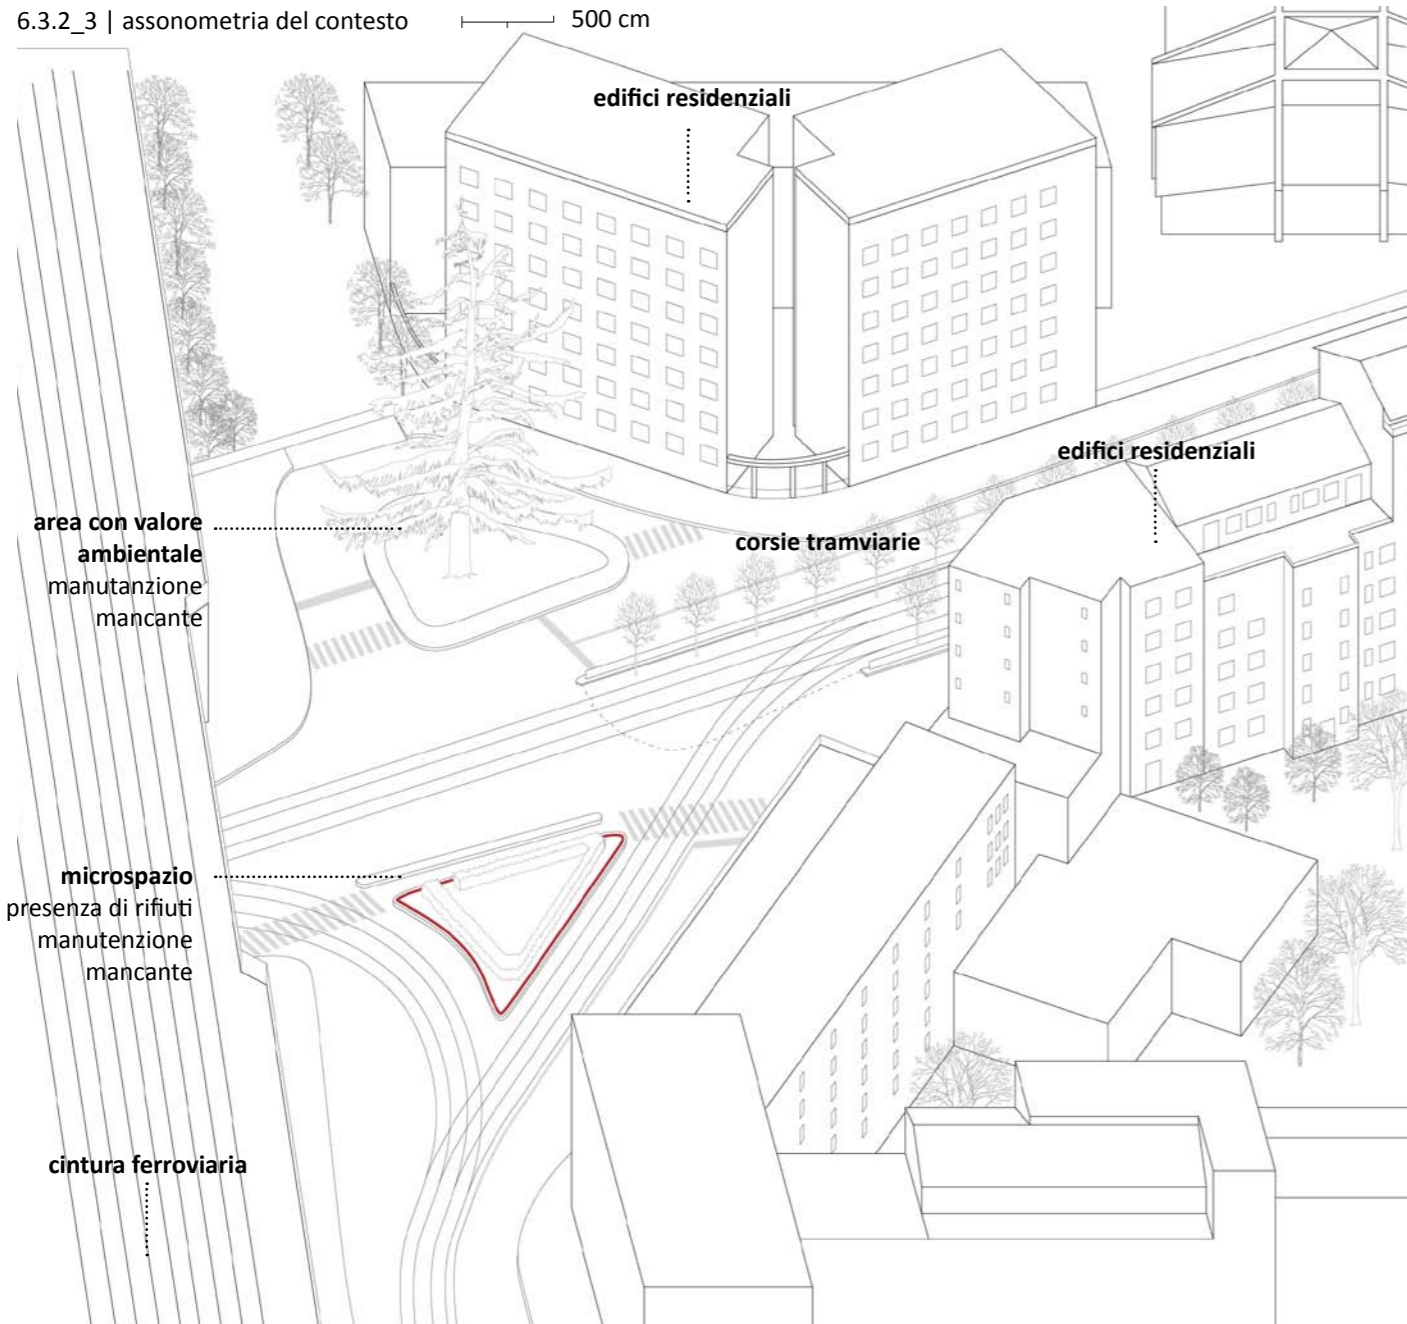 6.3.2_3 | assonometria del contesto
500 cm
edifici residenziali
edifici residenziali
area con valore
ambientale
manutanzione
mancante
corsie tramviarie
microspazio
presenza di rifiuti
manutenzione
mancante
cintura ferroviaria